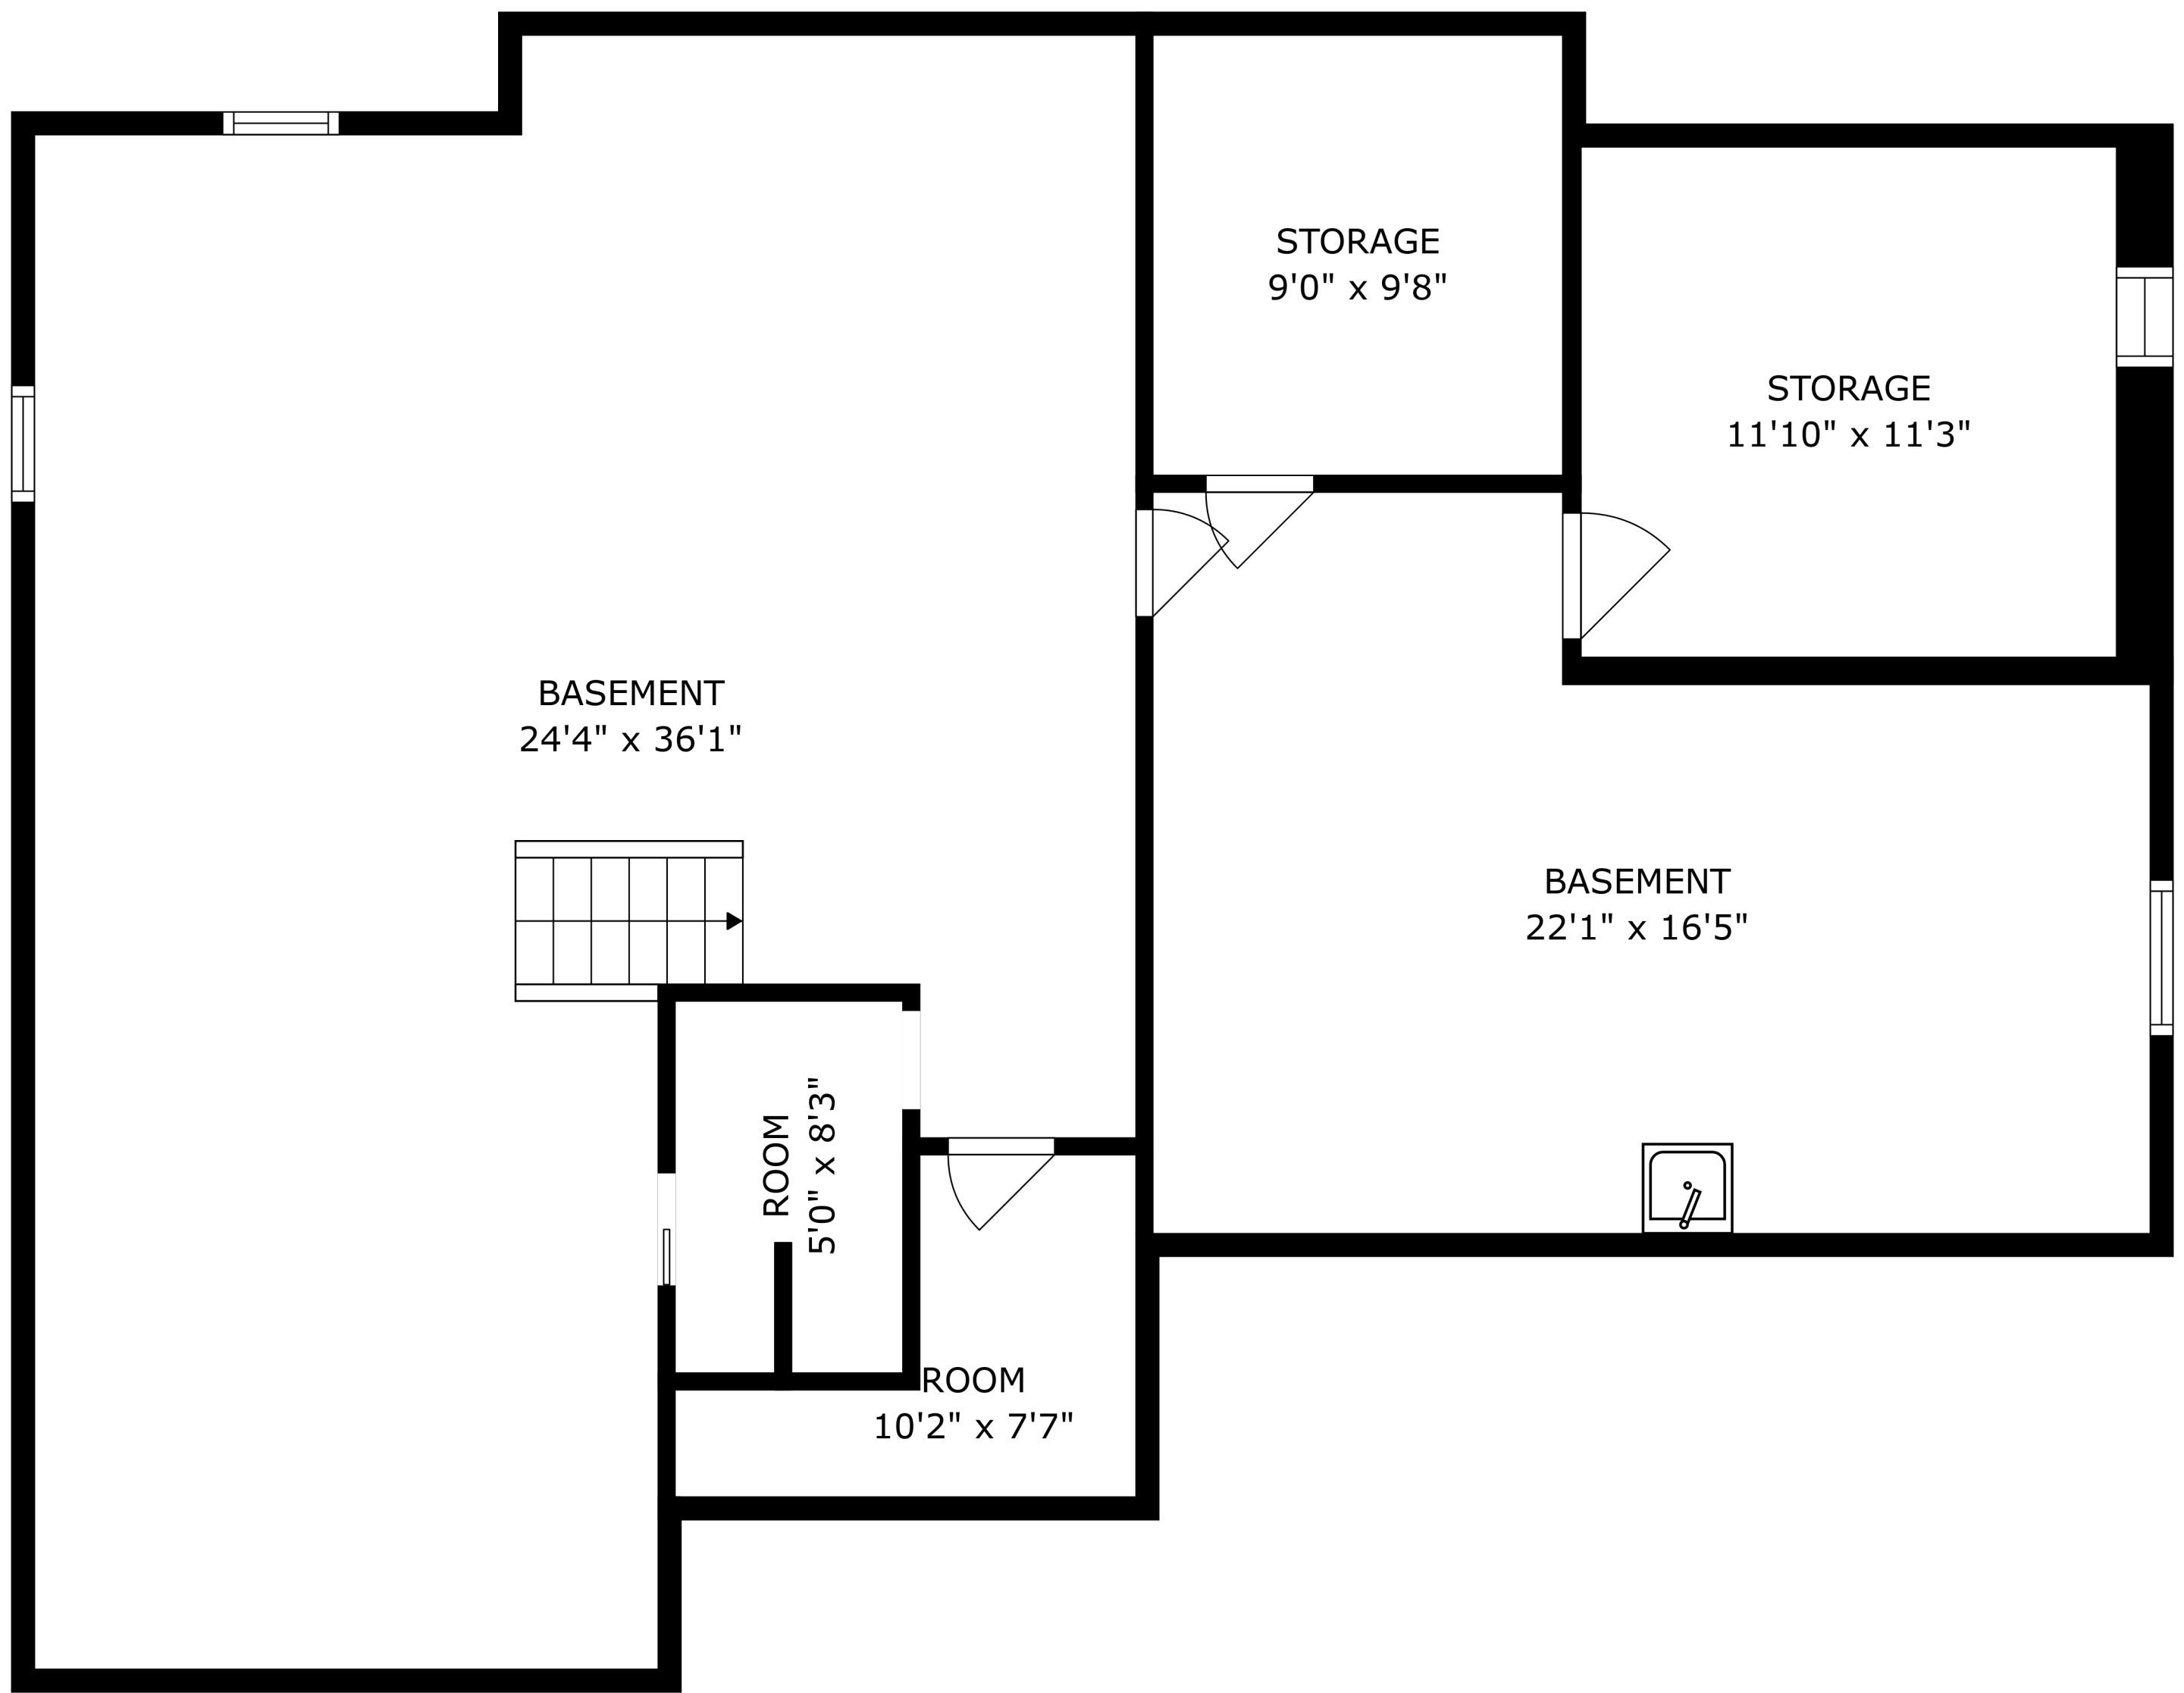 STORAGE
9'0" x 9'8"
STORAGE
11'10" x 11'3"
BASEMENT
24'4" x 36'1"
BASEMENT
22'1" x 16'5"
ROOM
5'0" x 8'3"
ROOM
10'2" x 7'7"